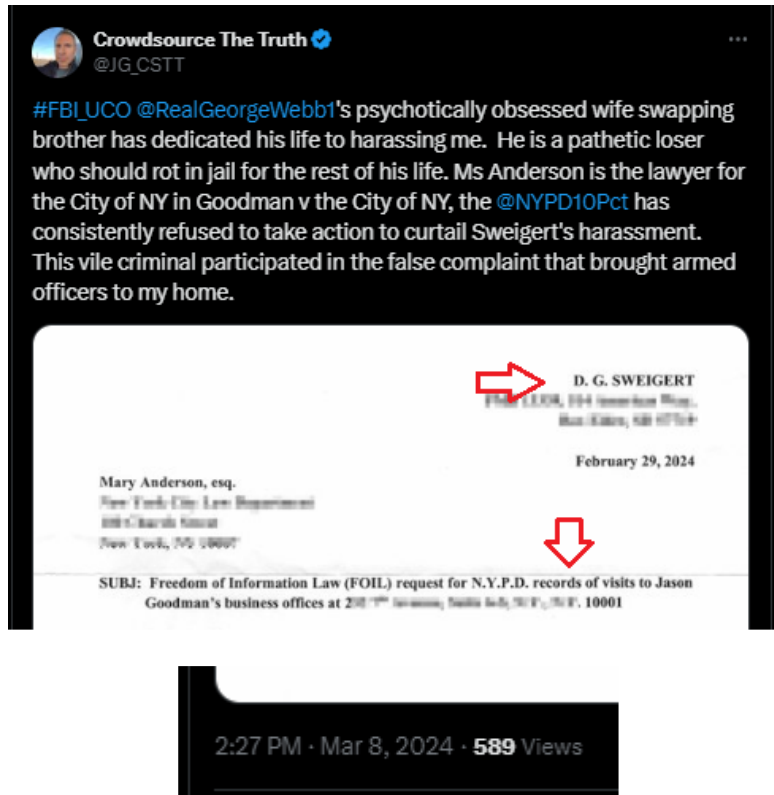 Crowdsource The Truth
@JG_CSTT
#FBI_UCO @RealGeorgeWebb1's psychotically obsessed wife swapping
brother has dedicated his life to harassing me.  He is a pathetic loser
who should rot in jail for the rest of his life. Ms Anderson is the lawyer for
the City of NY in Goodman v the City of NY, the @NYPD10Pct has
consistently refused to take action to curtail Sweigert's harassment.
This vile criminal participated in the false complaint that brought armed
officers to my home.
D. G. SWEIGERT
February 29, 2024
Mary Anderson, esq.
SUBJ:  Freedom of Information Law (FOIL) request for N.Y.P.D. records of visits to Jason
Goodman's business offices at 2 10001
2:27 PM · Mar 8, 2024 · 589 Views